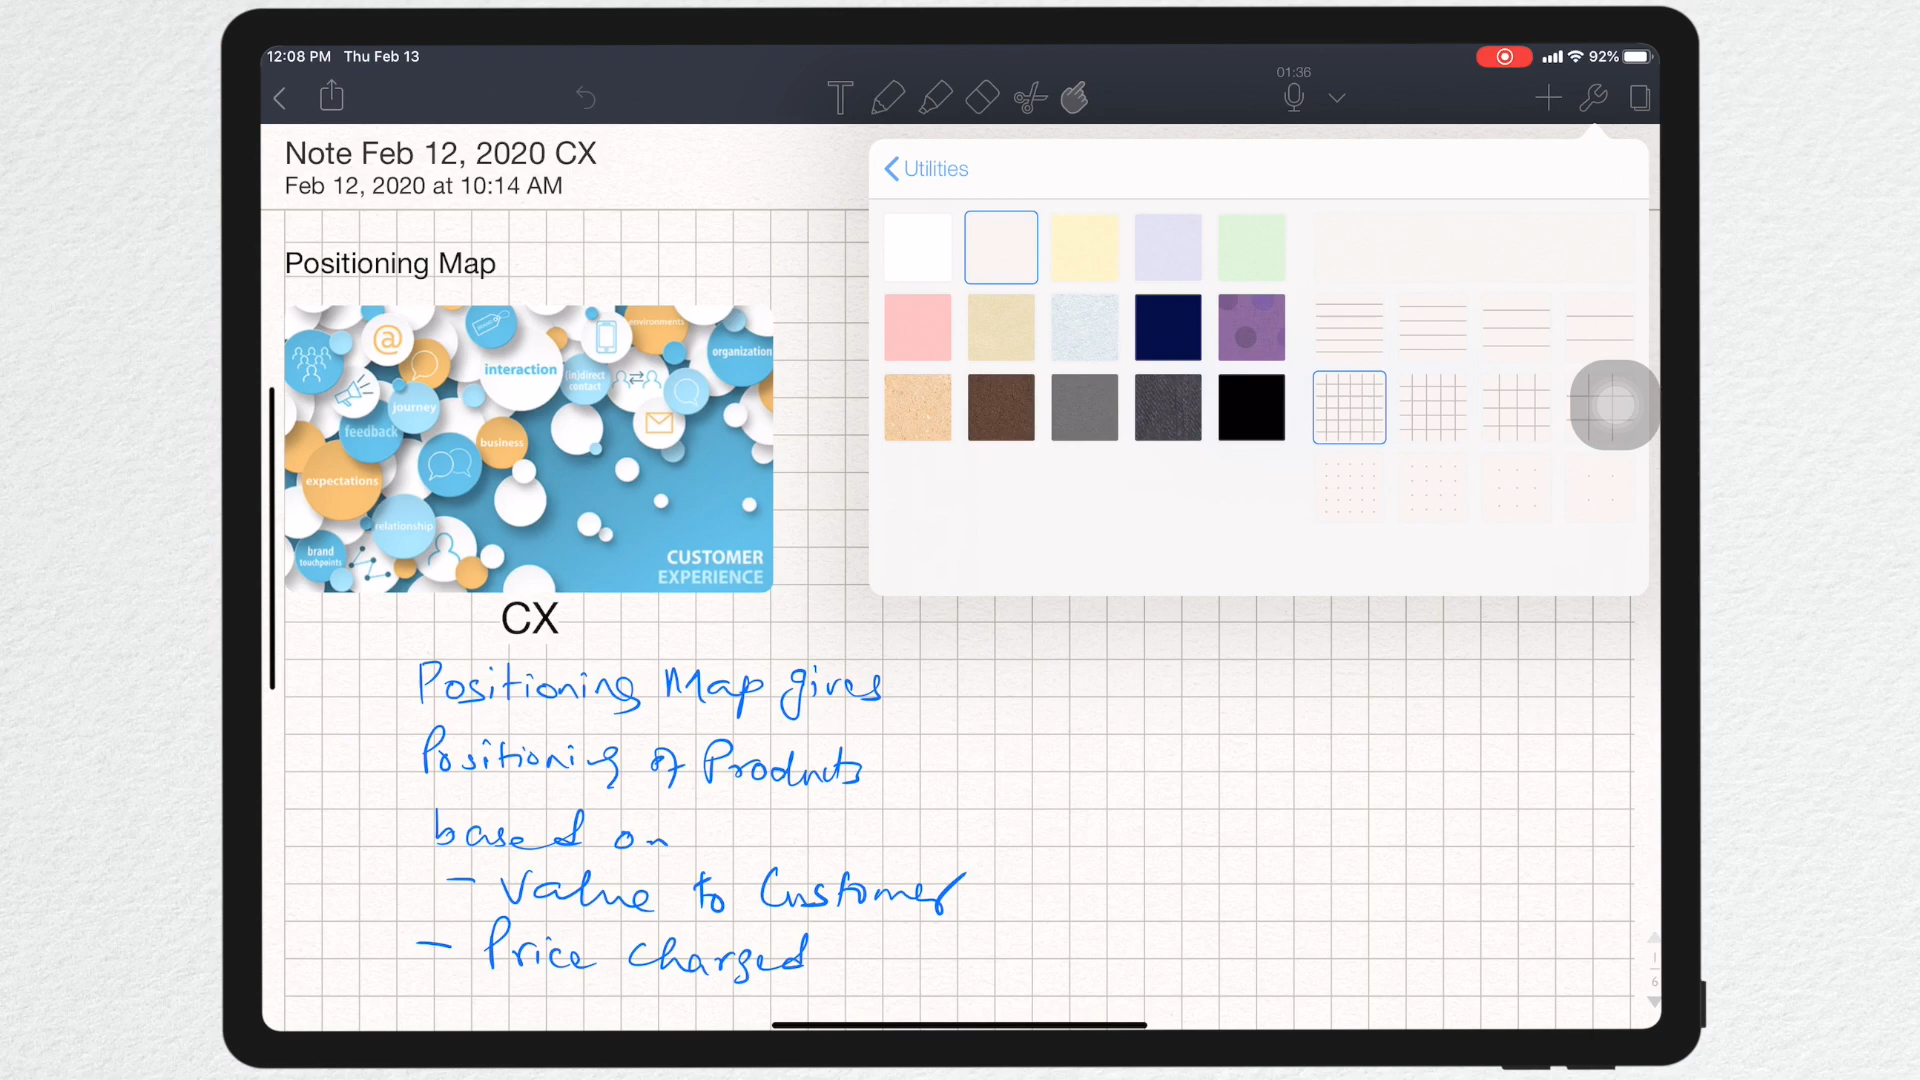 12:08 PM Thu Feb 13
92%
01:36
T
Note Feb 12, 2020 CX
Feb 12, 2020 at 10:14 AM
Utilities
Positioning Map
@
environments
interaction
(in)direct
contact
organization
journey
feedback
business
expectations
relationship
brand
touchpoints
CUSTOMER
EXPERIENCE
CX
Positioning Map gives
Positioning of Products
based on
- Value to Customer
- Price charged
1
6